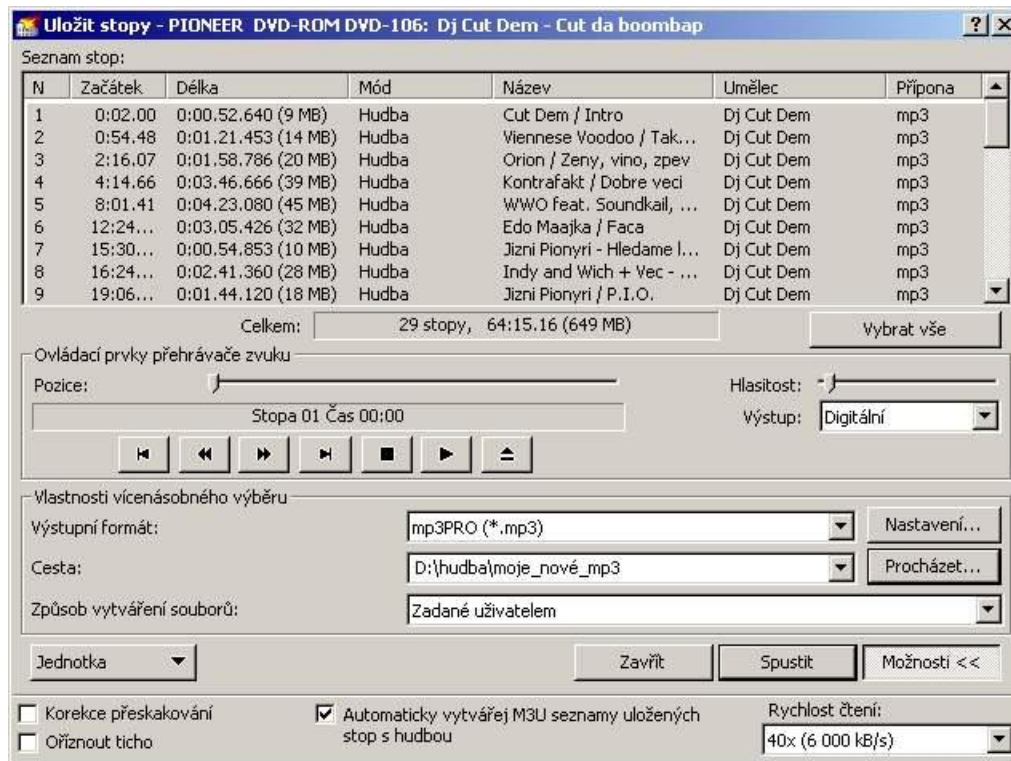 Uložit stopy - PIONEER DVD-ROM DVD-106: Dj Cut Dem - Cut da boombap
Seznam stop:
N Začátek Délka Mód Název Umělec Přípona
1 0:02.00 0:00.52.640 (9 MB) Hudba Cut Dem / Intro Dj Cut Dem mp3
2 0:54.48 0:01.21.453 (14 MB) Hudba Viennese Voodoo / Tak... Dj Cut Dem mp3
3 2:16.07 0:01.58.786 (20 MB) Hudba Orion / Zeny, vino, zpev Dj Cut Dem mp3
4 4:14.66 0:03.46.666 (39 MB) Hudba Kontrafakt / Dobre veci Dj Cut Dem mp3
5 8:01.41 0:04.23.080 (45 MB) Hudba WWO feat. Soundkail, ... Dj Cut Dem mp3
6 12:24... 0:03.05.426 (32 MB) Hudba Edo Maajka / Faca Dj Cut Dem mp3
7 15:30... 0:00.54.853 (10 MB) Hudba Jizni Pionyri - Hledame l... Dj Cut Dem mp3
8 16:24... 0:02.41.360 (28 MB) Hudba Indy and Wich + Vec - ... Dj Cut Dem mp3
9 19:06... 0:01.44.120 (18 MB) Hudba Jizni Pionyri / P.I.O. Dj Cut Dem mp3
Celkem: 29 stopy, 64:15.16 (649 MB) Vybrat vše
Ovládací prvky přehrávače zvuku
Pozice: Hlasitost:
Stopa 01 Čas 00:00 Výstup: Digitální
Vlastnosti vícenásobného výběru
Výstupní formát: mp3PRO (*.mp3) Nastavení...
Cesta: D:\hudba\moje_nové_mp3 Procházet...
Způsob vytváření souborů: Zadané uživatelem
Jednotka Zavřít Spustit Možnosti <<
Korekce přeskakování Automaticky vytvářej M3U seznamy uložených stop s hudbou Rychlost čtení:
Oříznout ticho 40x (6 000 kB/s)